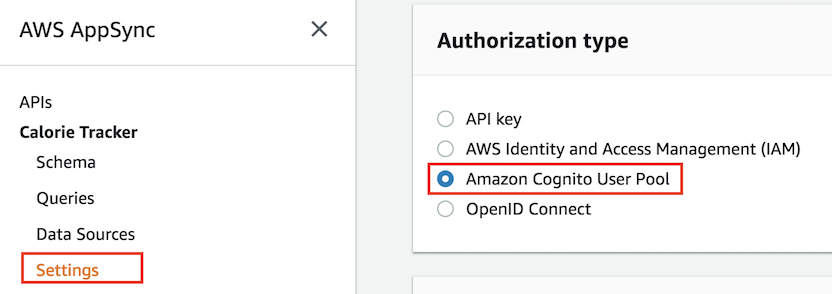 AWS AppSync
APIs
Calorie Tracker
Schema
Queries
Data Sources
Settings
Authorization type
API key
AWS Identity and Access Management (IAM)
Amazon Cognito User Pool
OpenID Connect